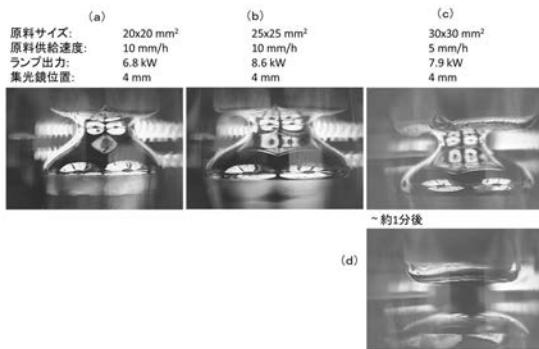 (a) (b) (c)
原料サイズ: 20x20 mm² 25x25 mm² 30x30 mm²
原料供給速度: 10 mm/h 10 mm/h 5 mm/h
ランプ出力: 6.8 kW 8.6 kW 7.9 kW
集光鏡位置: 4 mm 4 mm 4 mm
~ 約1分後
(d)